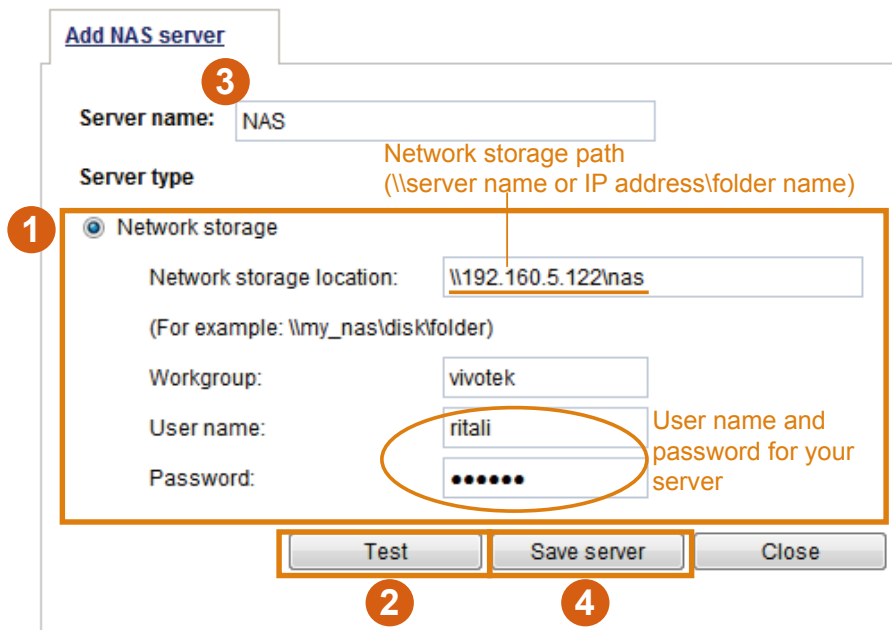 Add NAS server
3
Server name: NAS
Network storage path
(\\server name or IP address\folder name)
Server type
1
Network storage
Network storage location: \\192.160.5.122\nas
(For example: \\my_nas\disk\folder)
Workgroup: vivotek
User name: ritali
Password: ●●●●●●
User name and
password for your
server
Test Save server Close
2 4